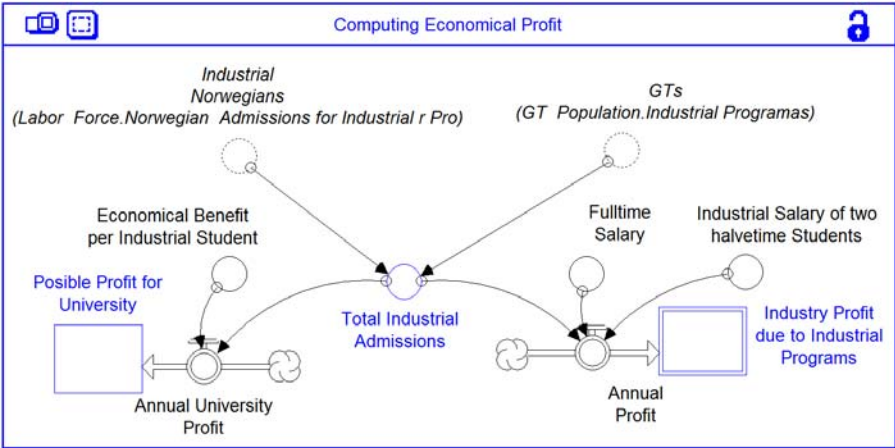 Computing Economical Profit
Industrial
Norwegians
(Labor Force.Norwegian Admissions for Industrial r Pro)
GTs
(GT Population.Industrial Programas)
Economical Benefit
per Industrial Student
Fulltime
Salary
Industrial Salary of two
halvetime Students
Posible Profit for
University
Total Industrial
Admissions
Industry Profit
due to Industrial
Programs
Annual University
Profit
Annual
Profit